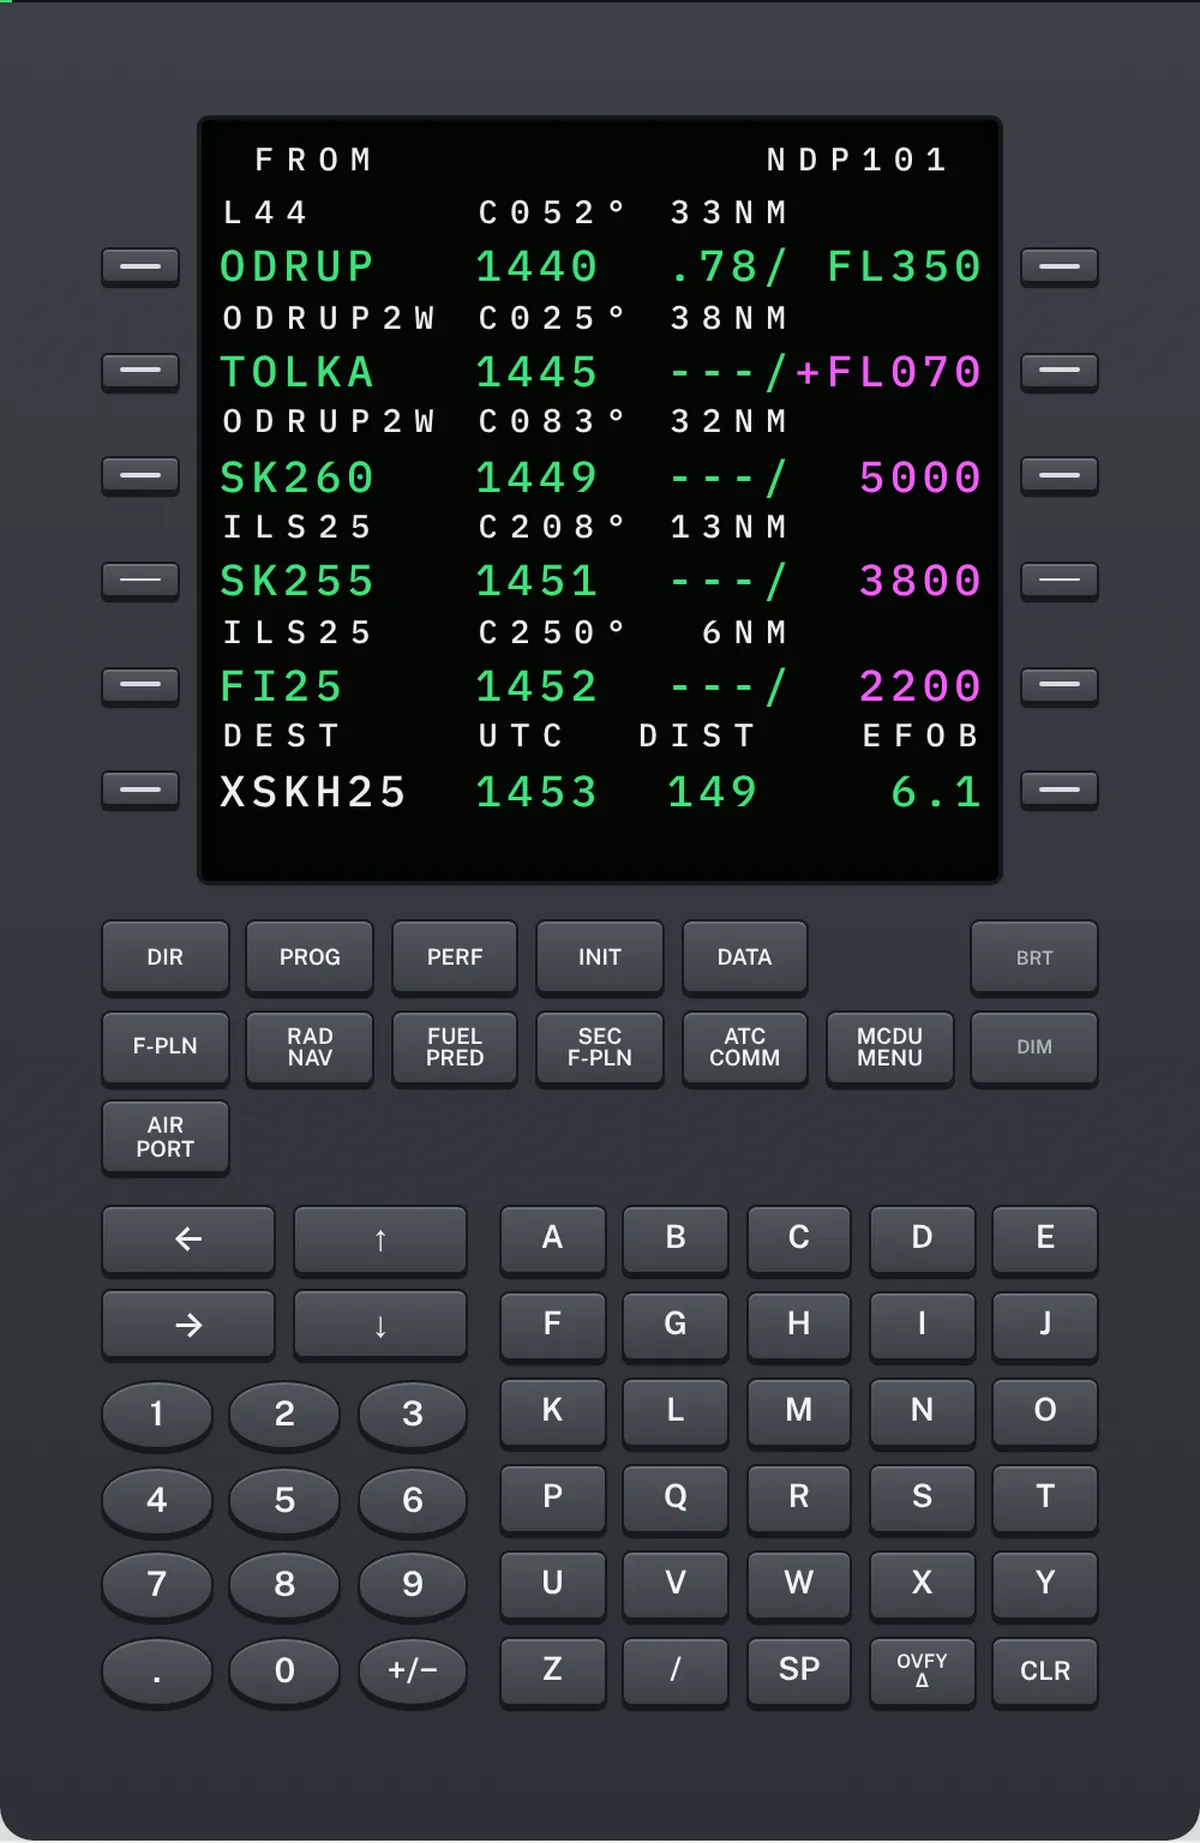 FROM NDP101
L44 C052° 33NM
ODRUP 1440 .78/ FL350
ODRUP2W C025° 38NM
TOLKA 1445 ---/+FL070
ODRUP2W C083° 32NM
SK260 1449 ---/ 5000
ILS25 C208° 13NM
SK255 1451 ---/ 3800
ILS25 C250° 6NM
FI25 1452 ---/ 2200
DEST UTC DIST EFOB
XSKH25 1453 149 6.1
DIR PROG PERF INIT DATA BRT
F-PLN RAD NAV FUEL PRED SEC F-PLN ATC COMM MCDU MENU DIM
AIR PORT
← ↑ A B C D E
→ ↓ F G H I J
1 2 3 K L M N O
4 5 6 P Q R S T
7 8 9 U V W X Y
. 0 +/− Z / SP OVFY Δ CLR